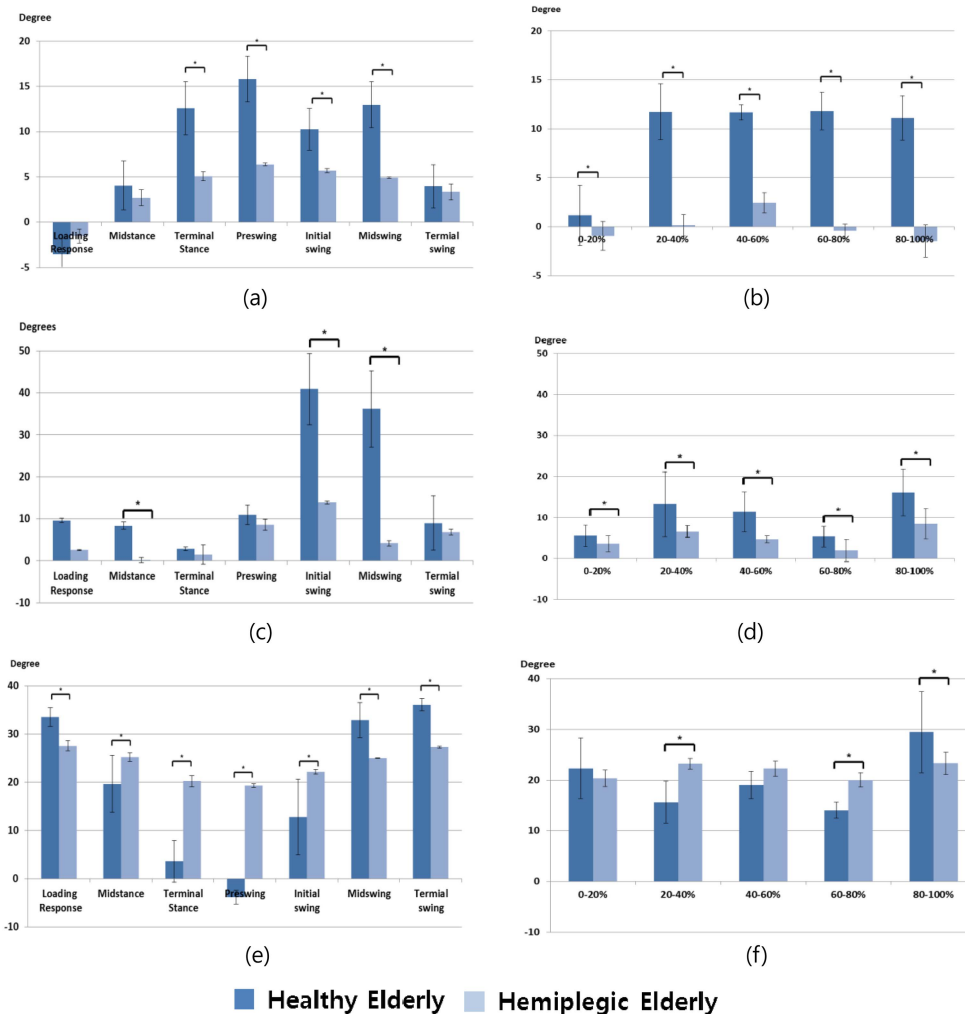 Degree
20
15
10
5
0
-5
*
*
*
*
Loading
Response
Midstance
Terminal
Stance
Preswing
Initial
swing
Midswing
Termial
swing
(a)
Degree
20
15
10
5
0
-5
*
*
*
*
*
0-20%
20-40%
40-60%
60-80%
80-100%
(b)
Degrees
50
40
30
20
10
0
-10
*
*
*
Loading
Response
Midstance
Terminal
Stance
Preswing
Initial
swing
Midswing
Termial
swing
(c)
Degree
50
40
30
20
10
0
-10
*
*
*
*
*
0-20%
20-40%
40-60%
60-80%
80-100%
(d)
Degree
40
30
20
10
0
-10
*
*
*
*
*
*
*
Loading
Response
Midstance
Terminal
Stance
Preswing
Initial
swing
Midswing
Termial
swing
(e)
Degree
40
30
20
10
0
-10
*
*
*
0-20%
20-40%
40-60%
60-80%
80-100%
(f)
Healthy Elderly
Hemiplegic Elderly